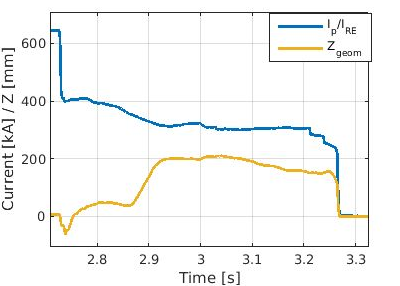 I_p/I_RE
Z_geom
600
400
200
0
2.8 2.9 3 3.1 3.2 3.3
Current [kA] / Z [mm]
Time [s]